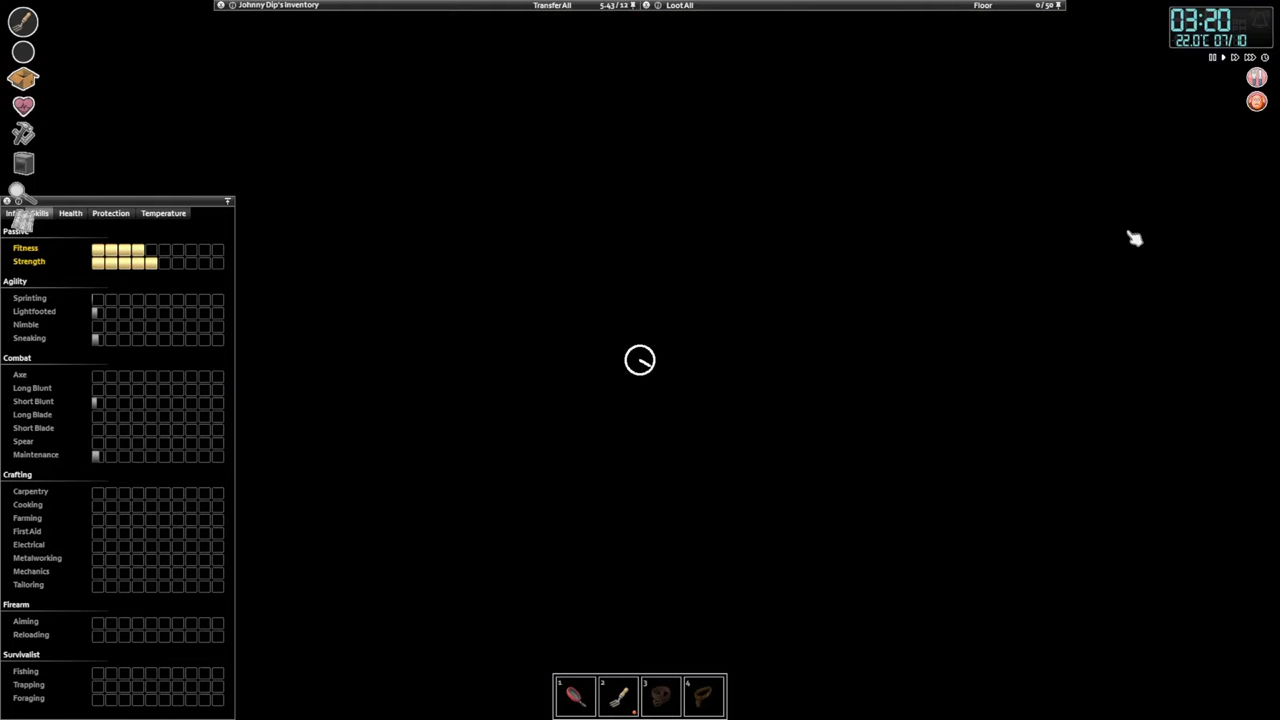 Johnny Dip's Inventory Transfer All 5.43 / 12 Loot All Floor 0 / 50
03:20
22.0°C 07/10
Skills Health Protection Temperature
Passive
Fitness
Strength
Agility
Sprinting
Lightfooted
Nimble
Sneaking
Combat
Axe
Long Blunt
Short Blunt
Long Blade
Short Blade
Spear
Maintenance
Crafting
Carpentry
Cooking
Farming
First Aid
Electrical
Metalworking
Mechanics
Tailoring
Firearm
Aiming
Reloading
Survivalist
Fishing
Trapping
Foraging
1 2 3 4